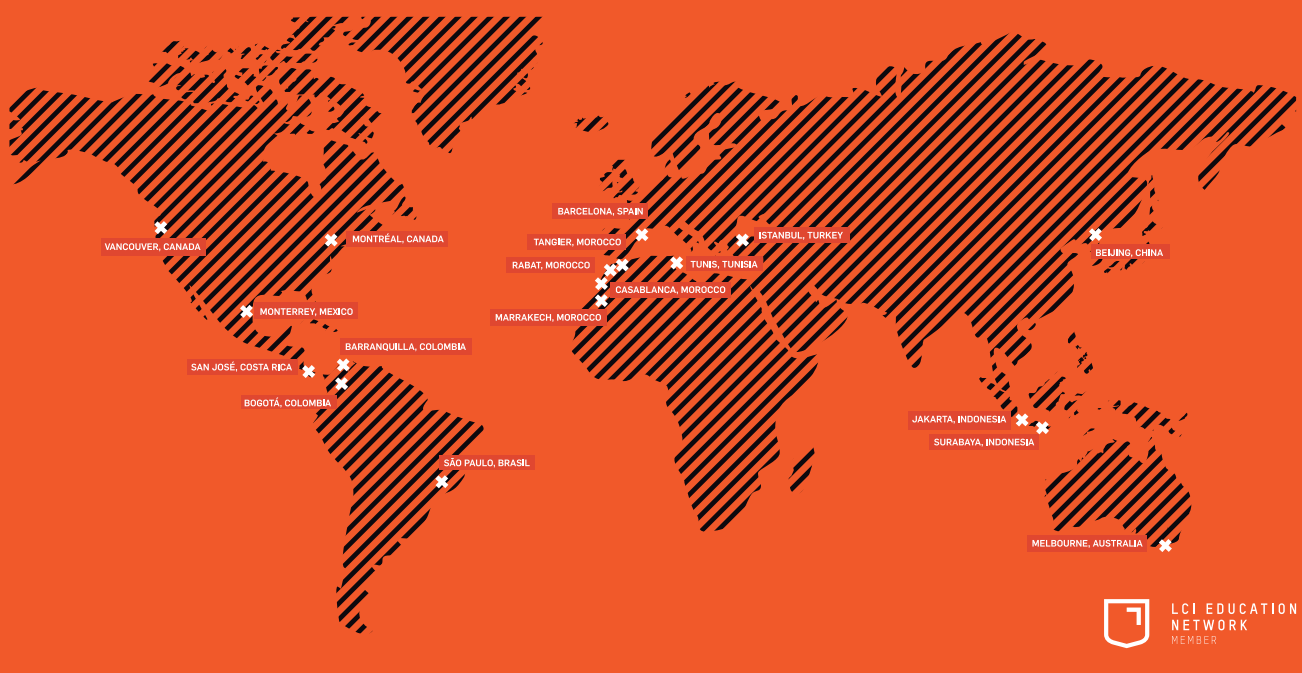 BARCELONA, SPAIN
VANCOUVER, CANADA
MONTRÉAL, CANADA
TANGIER, MOROCCO
ISTANBUL, TURKEY
BEIJING, CHINA
RABAT, MOROCCO
TUNIS, TUNISIA
CASABLANCA, MOROCCO
MONTERREY, MEXICO
MARRAKECH, MOROCCO
BARRANQUILLA, COLOMBIA
SAN JOSÉ, COSTA RICA
BOGOTÁ, COLOMBIA
JAKARTA, INDONESIA
SURABAYA, INDONESIA
SÃO PAULO, BRASIL
MELBOURNE, AUSTRALIA
LCI EDUCATION
NETWORK
MEMBER